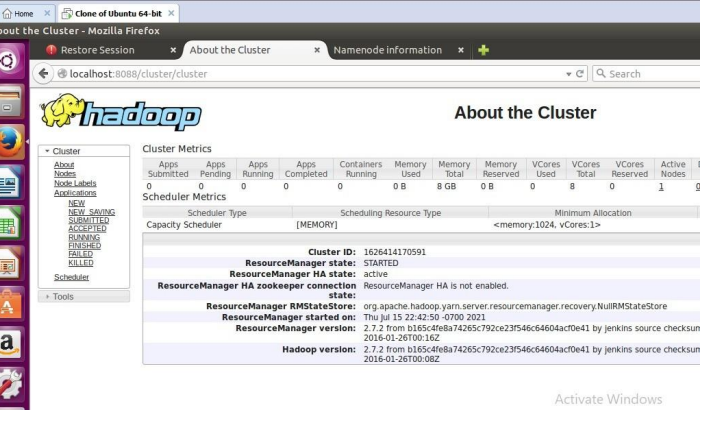 Home × Clone of Ubuntu 64-bit ×
out the Cluster - Mozilla Firefox
Restore Session × About the Cluster × Namenode information ×
localhost:8088/cluster/cluster Search
hadoop
About the Cluster
Cluster
About
Nodes
Node Labels
Applications
NEW
NEW_SAVING
SUBMITTED
ACCEPTED
RUNNING
FINISHED
FAILED
KILLED
Scheduler
Tools
Cluster Metrics
Apps Submitted Apps Pending Apps Running Apps Completed Containers Running Memory Used Memory Total Memory Reserved VCores Used VCores Total VCores Reserved Active Nodes
0 0 0 0 0 0 B 8 GB 0 B 0 8 0 1 0
Scheduler Metrics
Scheduler Type Scheduling Resource Type Minimum Allocation
Capacity Scheduler [MEMORY] <memory:1024, vCores:1>
Cluster ID: 1626414170591
ResourceManager state: STARTED
ResourceManager HA state: active
ResourceManager HA zookeeper connection state: ResourceManager HA is not enabled.
ResourceManager RMStateStore: org.apache.hadoop.yarn.server.resourcemanager.recovery.NullRMStateStore
ResourceManager started on: Thu Jul 15 22:42:50 -0700 2021
ResourceManager version: 2.7.2 from b165c4fe8a74265c792ce23f546c64604acf0e41 by jenkins source checksum
2016-01-26T00:16Z
Hadoop version: 2.7.2 from b165c4fe8a74265c792ce23f546c64604acf0e41 by jenkins source checksum
2016-01-26T00:08Z
Activate Windows